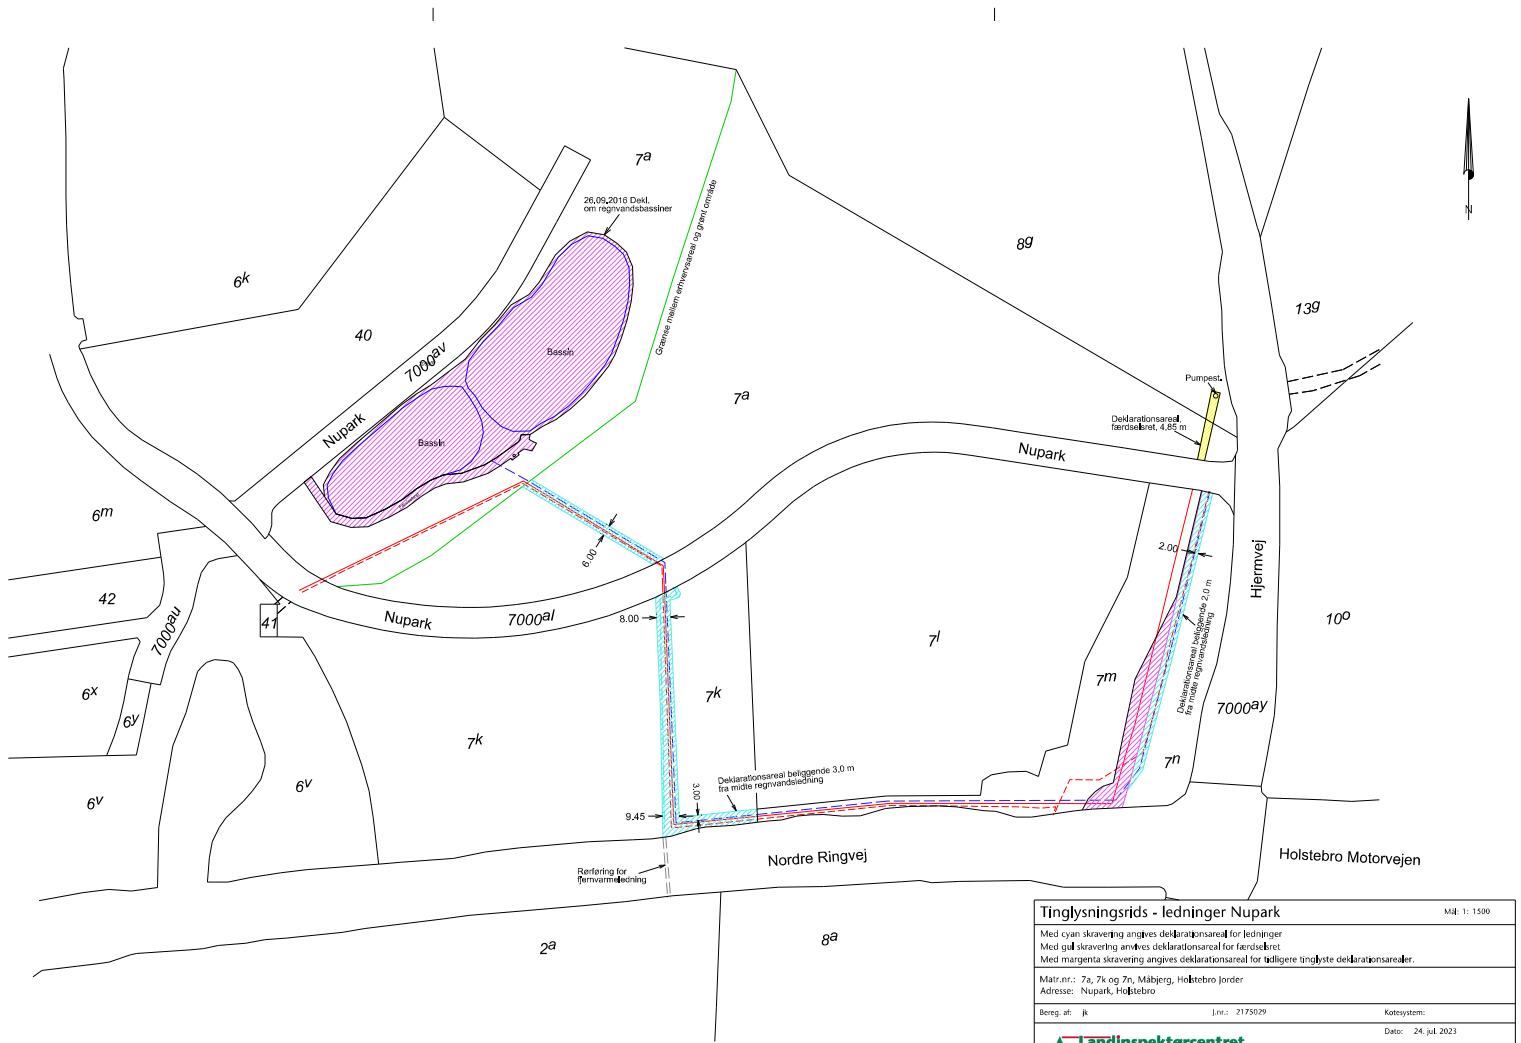 7a
26.09.2016 Dekl.
om regnvandsbassiner
Grænse mellem erhvervsareal og grønt område
8g
N
6k
13g
40
7000av
Bassin
Pumpest.
7a
Deklarationsareal,
færdselsret, 4,85 m
Nupark
Bassin
Nupark
6m
2.00
6.00
Hjermvej
42
41
7000au
Nupark
7000al
8.00
Deklarationsareal beliggende 2,0 m
fra midte regnvandsledning
10o
7l
7m
6x
6y
7k
7k
7000ay
7n
6v
6v
3.00
Deklarationsareal beliggende 3,0 m
fra midte regnvandsledning
9.45
Nordre Ringvej
Holstebro Motorvejen
Rørføring for
fjernvarmeledning
2a
8a
Tinglysningsrids - ledninger Nupark
Mål: 1: 1500
Med cyan skravering angives deklarationsareal for ledninger
Med gul skravering anvives deklarationsareal for færdselsret
Med margenta skravering angives deklarationsareal for tidligere tinglyste deklarationsarealer.
Matr.nr.: 7a, 7k og 7n, Måbjerg, Holstebro Jorder
Adresse: Nupark, Holstebro
Bereg. af: jk
J.nr.: 2175029
Kotesystem:
Dato: 24. jul. 2023
Landinspektørcentret